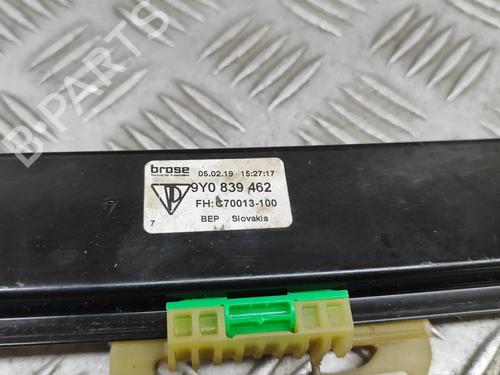 brose
05.02.19 15:27:17
9Y0 839 462
FH: C70013-100
7
BEP Slovakia
B-Parts